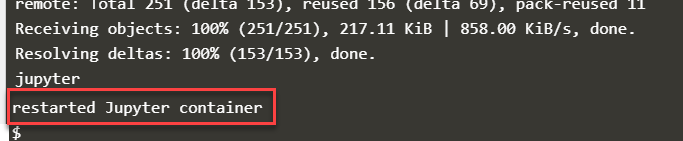 remote: Total 251 (delta 153), reused 156 (delta 69), pack-reused 11
Receiving objects: 100% (251/251), 217.11 KiB | 858.00 KiB/s, done.
Resolving deltas: 100% (153/153), done.
jupyter
restarted Jupyter container
$